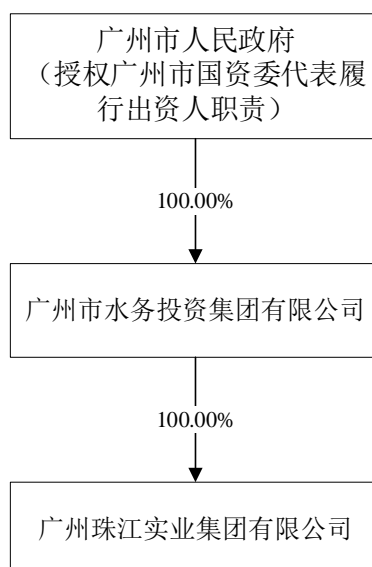 广州市人民政府
（授权广州市国资委代表履
行出资人职责）
100.00%
广州市水务投资集团有限公司
100.00%
广州珠江实业集团有限公司